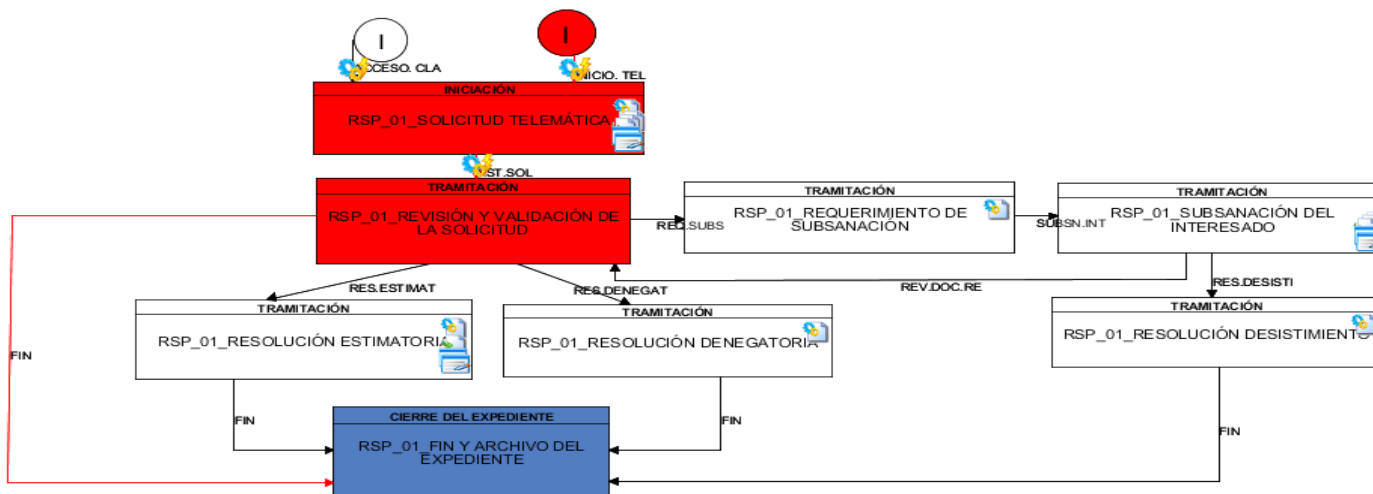 I
I
CCESO. CLA
NICIO. TEL
INICIACIÓN
RSP_01_SOLICITUD TELEMÁTICA
ST.SOL
TRAMITACIÓN
RSP_01_REVISIÓN Y VALIDACIÓN DE
LA SOLICITUD
REQ.SUBS
TRAMITACIÓN
RSP_01_REQUERIMIENTO DE
SUBSANACIÓN
SUBSN.INT
TRAMITACIÓN
RSP_01_SUBSANACIÓN DEL
INTERESADO
RES.ESTIMAT
RES.DENEGAT
REV.DOC.RE
RES.DESISTI
TRAMITACIÓN
RSP_01_RESOLUCIÓN ESTIMATORIA
TRAMITACIÓN
RSP_01_RESOLUCIÓN DENEGATORIA
TRAMITACIÓN
RSP_01_RESOLUCIÓN DESISTIMIENTO
FIN
FIN
FIN
FIN
CIERRE DEL EXPEDIENTE
RSP_01_FIN Y ARCHIVO DEL
EXPEDIENTE